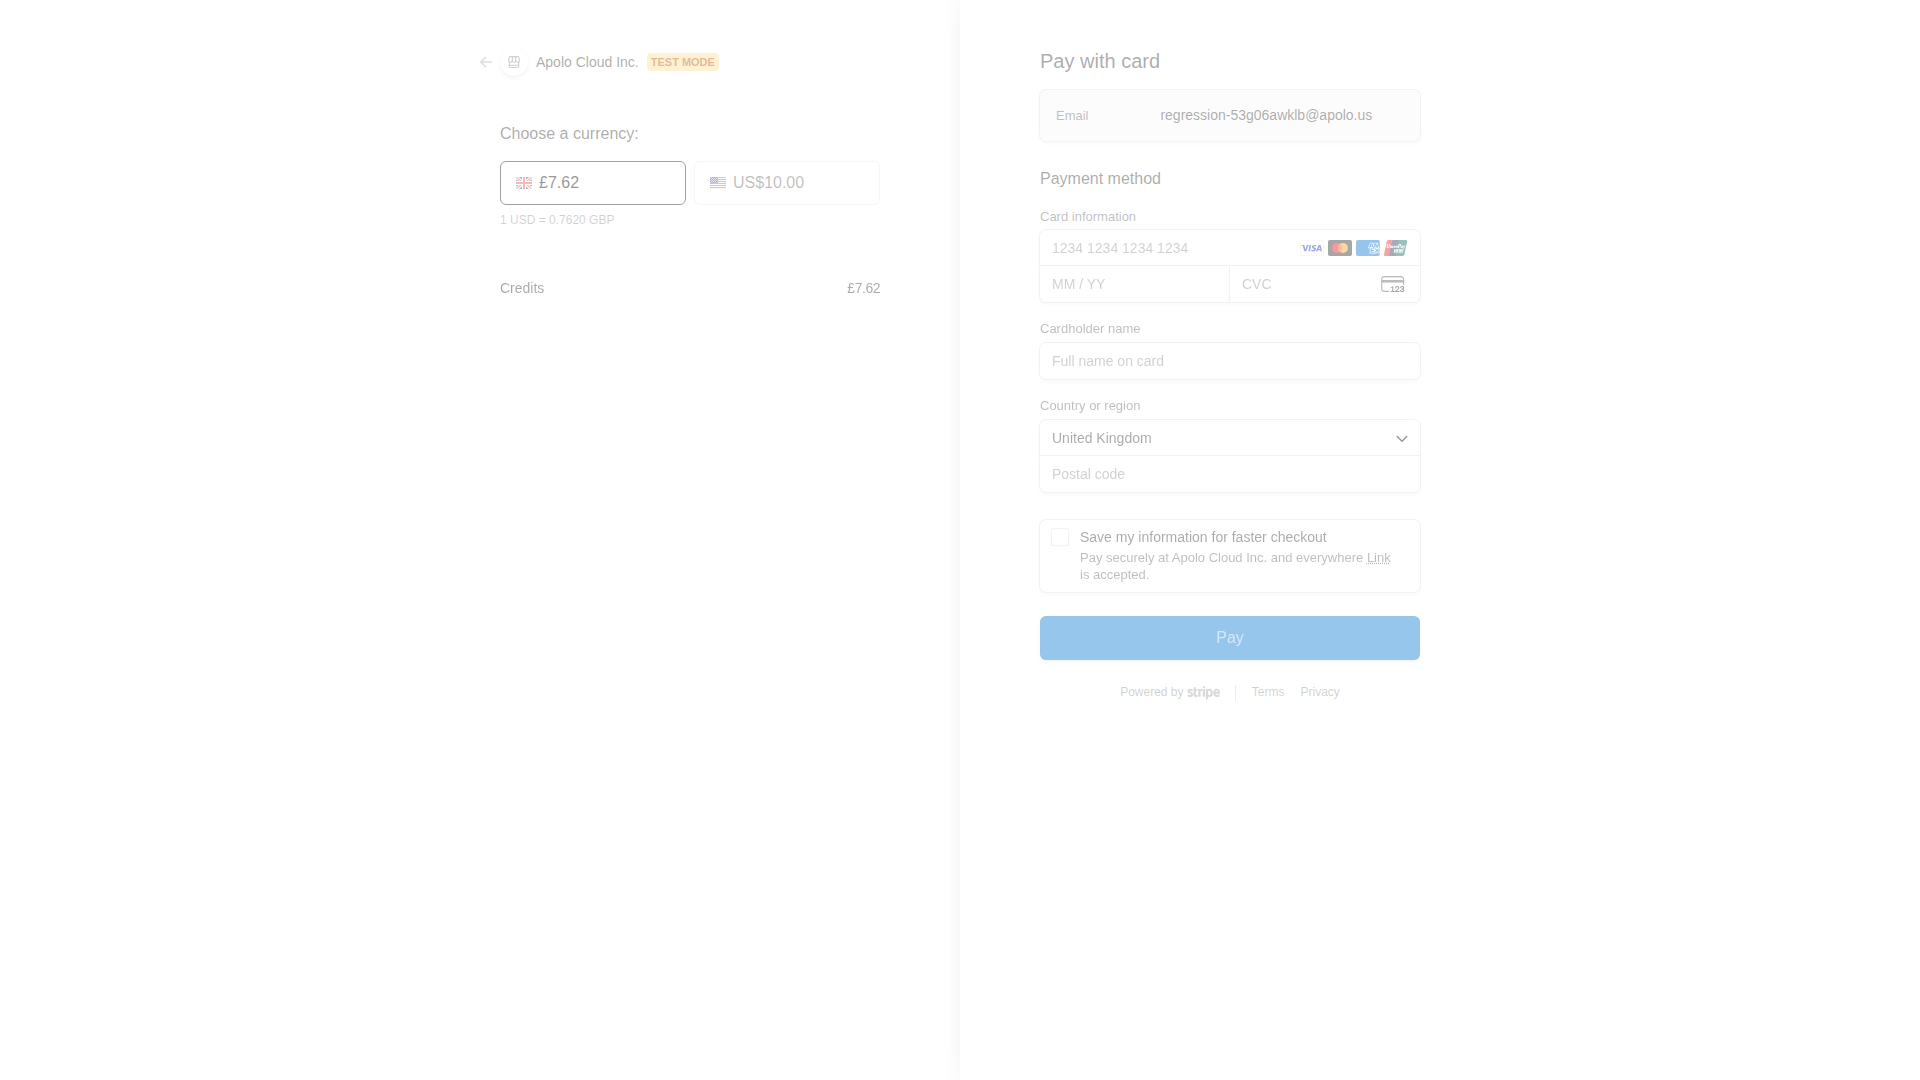 Apolo Cloud Inc. TEST MODE
Choose a currency:
£7.62
US$10.00
1 USD = 0.7620 GBP
Credits £7.62
Pay with card
Email regression-53g06awklb@apolo.us
Payment method
Card information
1234 1234 1234 1234 VISA
MM / YY CVC 123
Cardholder name
Full name on card
Country or region
United Kingdom
Postal code
Save my information for faster checkout
Pay securely at Apolo Cloud Inc. and everywhere Link
is accepted.
Pay
Powered by stripe Terms Privacy